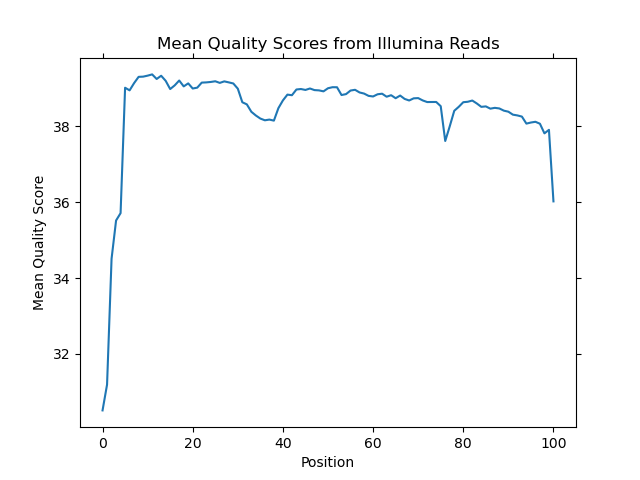 Mean Quality Scores from Illumina Reads
Mean Quality Score
38
36
34
32
0 20 40 60 80 100
Position